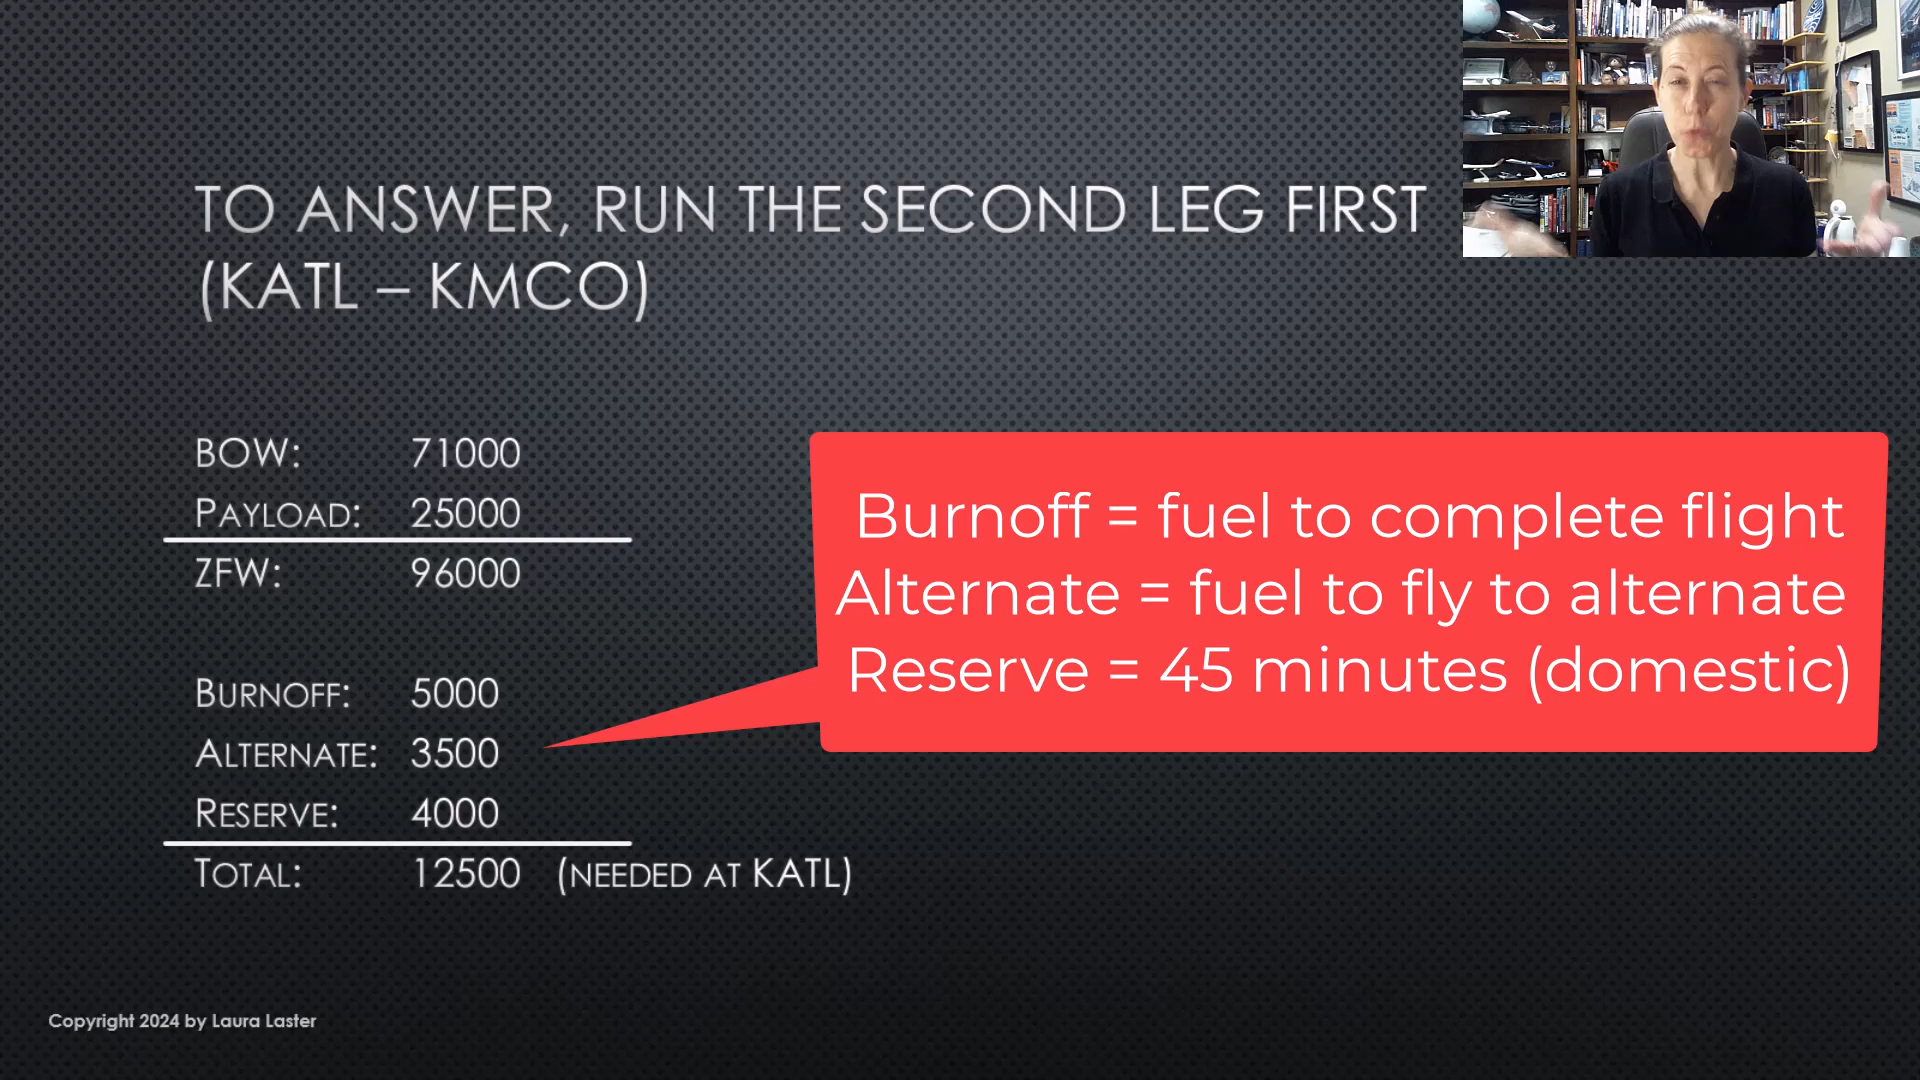 TO ANSWER, RUN THE SECOND LEG FIRST
(KATL – KMCO)
BOW: 71000
PAYLOAD: 25000
ZFW: 96000
BURNOFF: 5000
ALTERNATE: 3500
RESERVE: 4000
TOTAL: 12500 (NEEDED AT KATL)
Burnoff = fuel to complete flight
Alternate = fuel to fly to alternate
Reserve = 45 minutes (domestic)
Copyright 2024 by Laura Laster